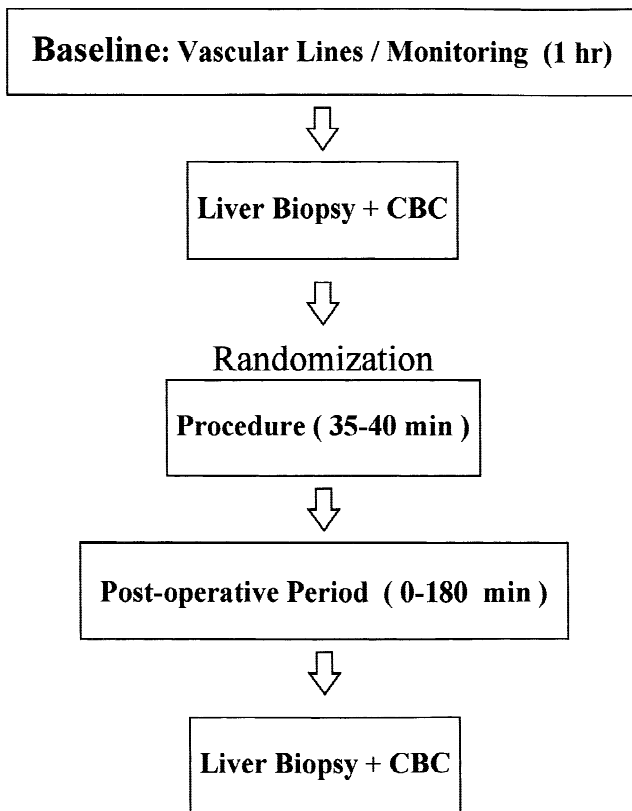 Baseline: Vascular Lines / Monitoring (1 hr)
Liver Biopsy + CBC
Randomization
Procedure ( 35-40 min )
Post-operative Period ( 0-180 min )
Liver Biopsy + CBC